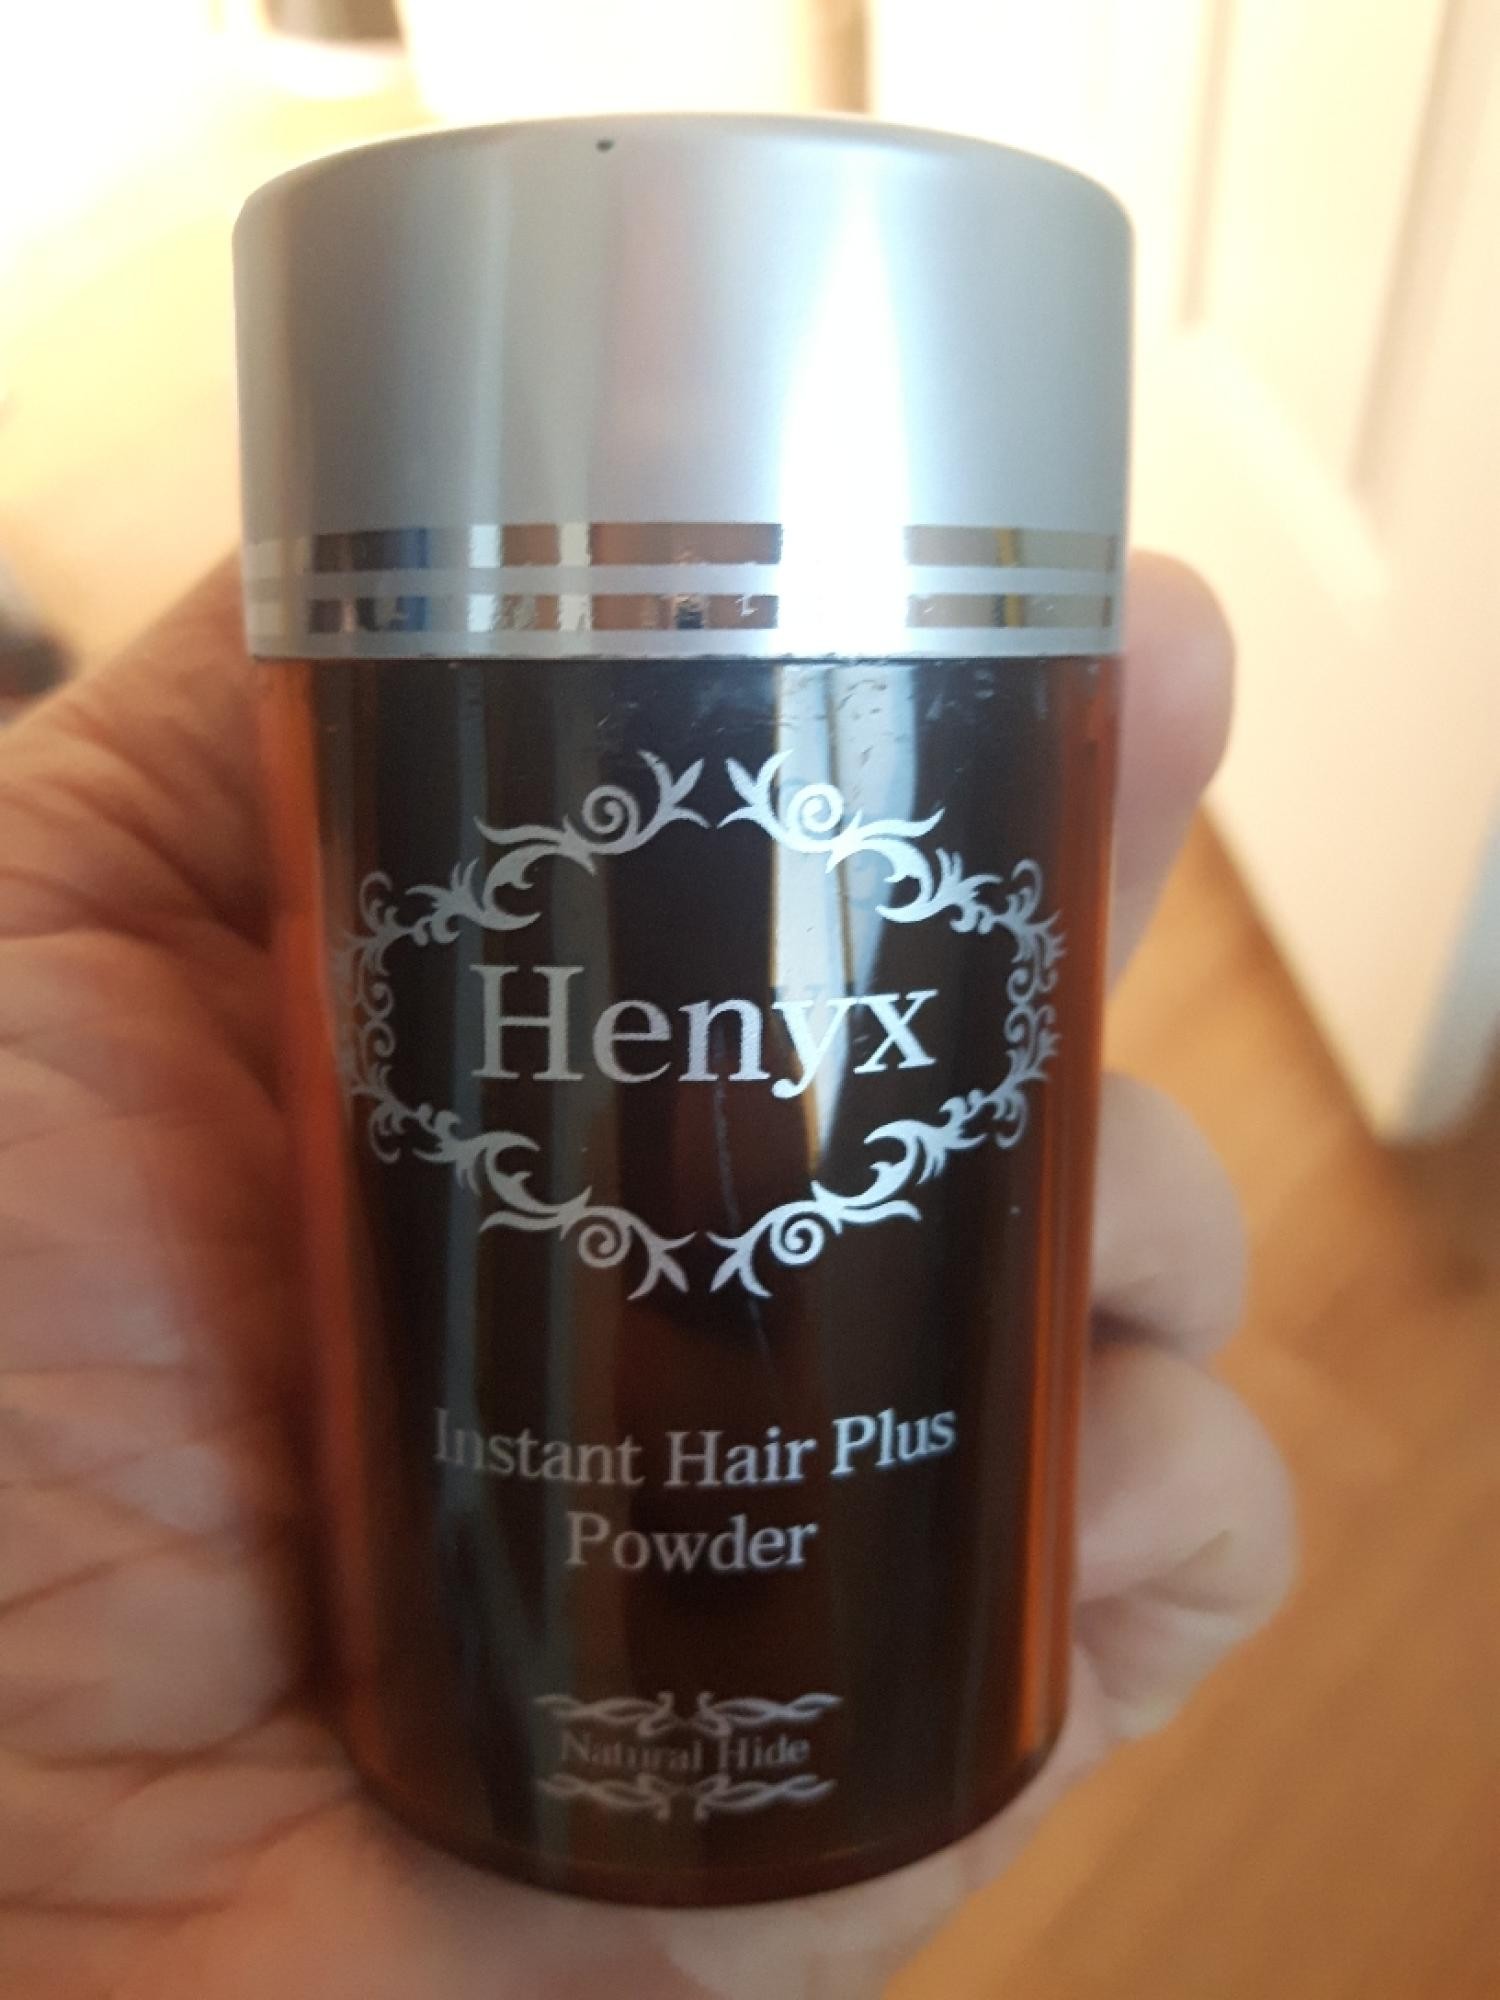 Henyx
Instant Hair Plus
Powder
Natural Hide